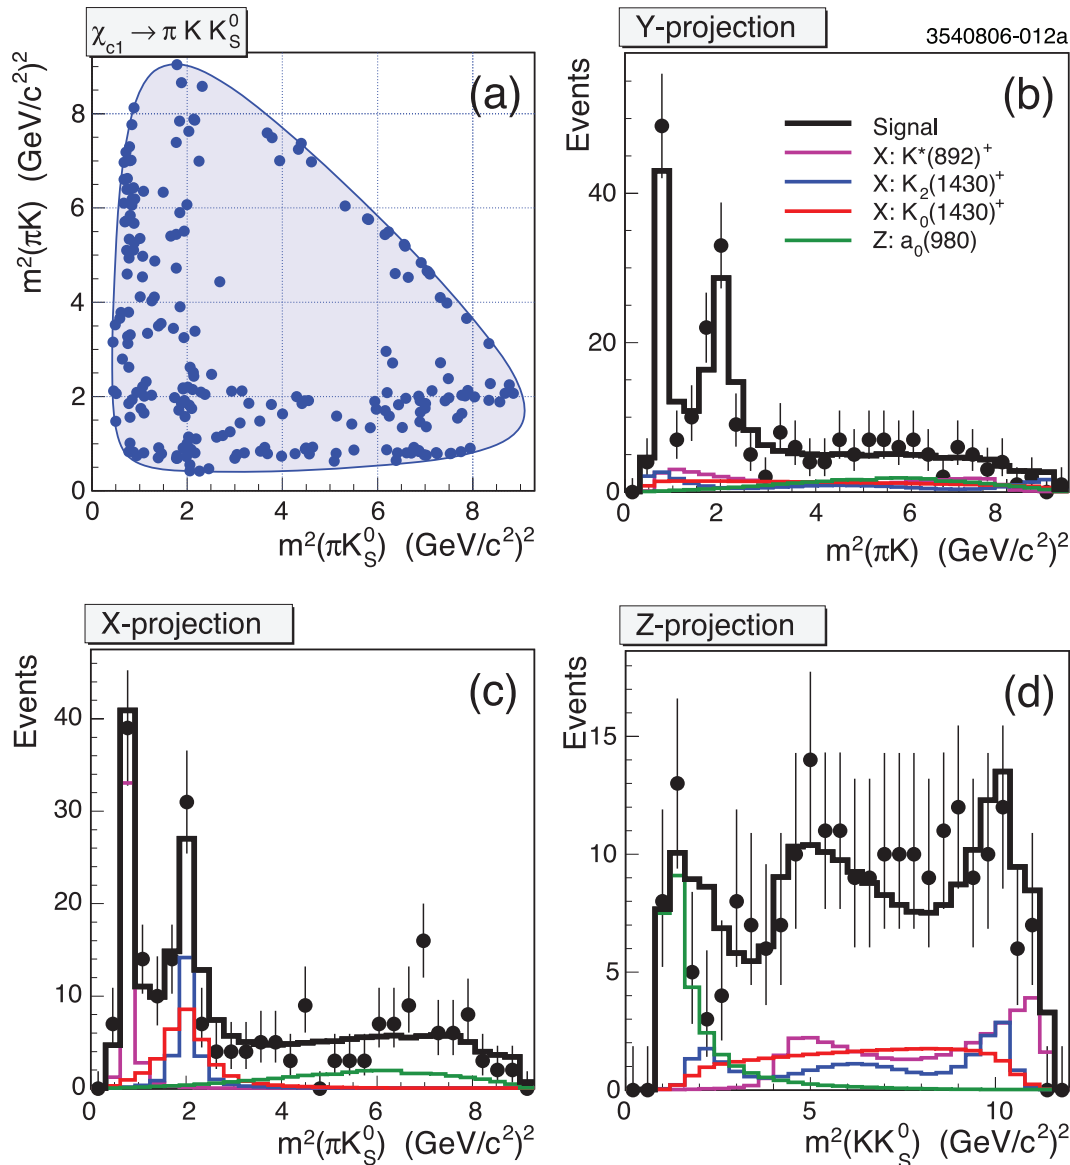 χc1 → π K K⁰S
(a)
m²(πK) (GeV/c²)²
8
6
4
2
0
0 2 4 6 8
m²(πK⁰S) (GeV/c²)²
Y-projection
3540806-012a
(b)
Events
Signal
X: K*(892)⁺
X: K₂(1430)⁺
X: K₀(1430)⁺
Z: a₀(980)
40
20
0
0 2 4 6 8
m²(πK) (GeV/c²)²
X-projection
(c)
Events
40
30
20
10
0
0 2 4 6 8
m²(πK⁰S) (GeV/c²)²
Z-projection
(d)
Events
15
10
5
0
0 5 10
m²(KK⁰S) (GeV/c²)²